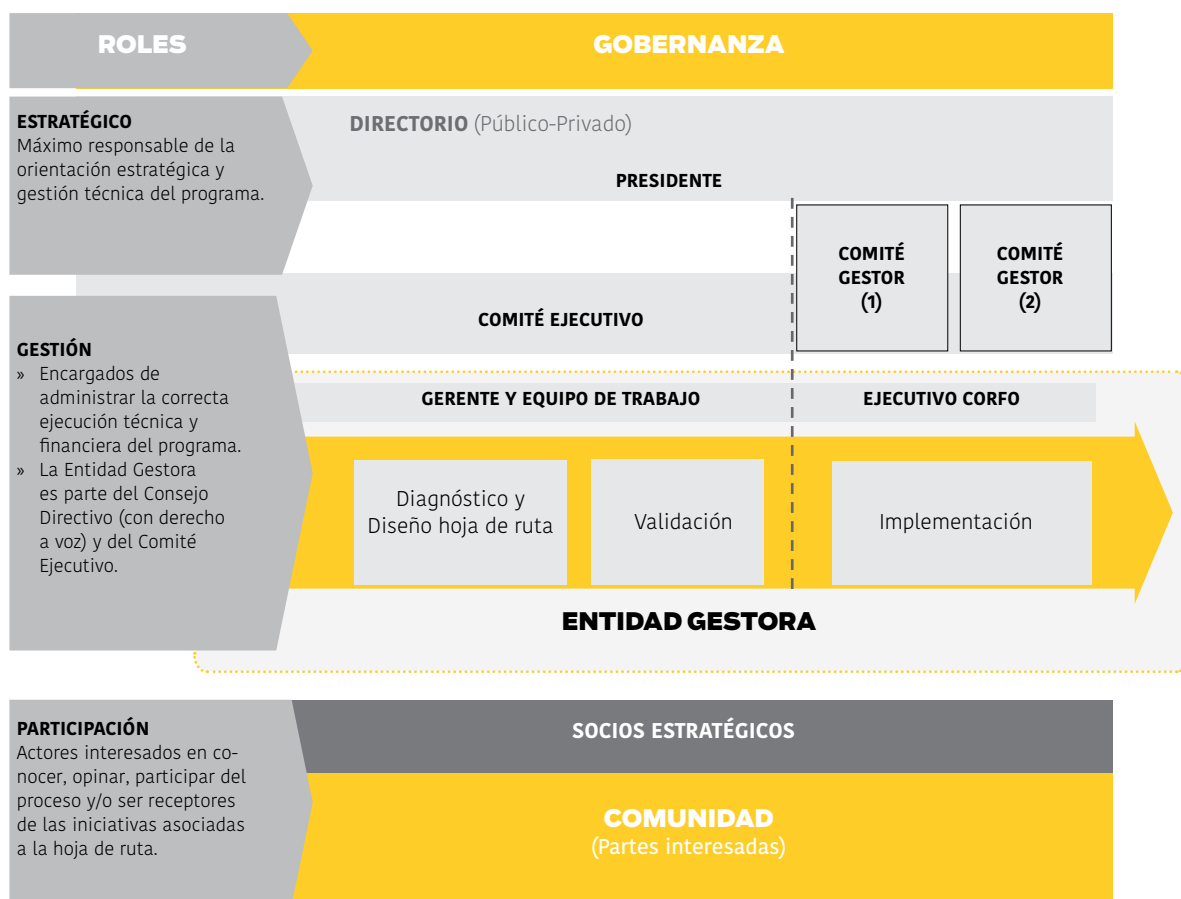 ROLES
GOBERNANZA
ESTRATÉGICO
Máximo responsable de la
orientación estratégica y
gestión técnica del programa.
DIRECTORIO (Público-Privado)
PRESIDENTE
COMITÉ
GESTOR
(1)
COMITÉ
GESTOR
(2)
COMITÉ EJECUTIVO
GESTIÓN
» Encargados de
administrar la correcta
ejecución técnica y
financiera del programa.
» La Entidad Gestora
es parte del Consejo
Directivo (con derecho
a voz) y del Comité
Ejecutivo.
GERENTE Y EQUIPO DE TRABAJO
EJECUTIVO CORFO
Diagnóstico y
Diseño hoja de ruta
Validación
Implementación
ENTIDAD GESTORA
PARTICIPACIÓN
Actores interesados en co-
nocer, opinar, participar del
proceso y/o ser receptores
de las iniciativas asociadas
a la hoja de ruta.
SOCIOS ESTRATÉGICOS
COMUNIDAD
(Partes interesadas)